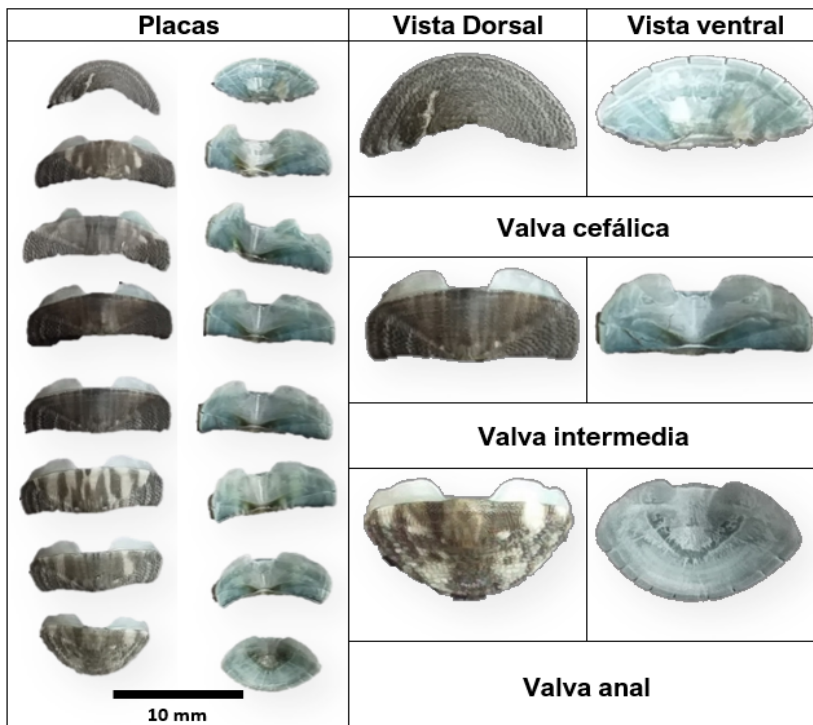 Placas
Vista Dorsal
Vista ventral
Valva cefálica
Valva intermedia
Valva anal
10 mm